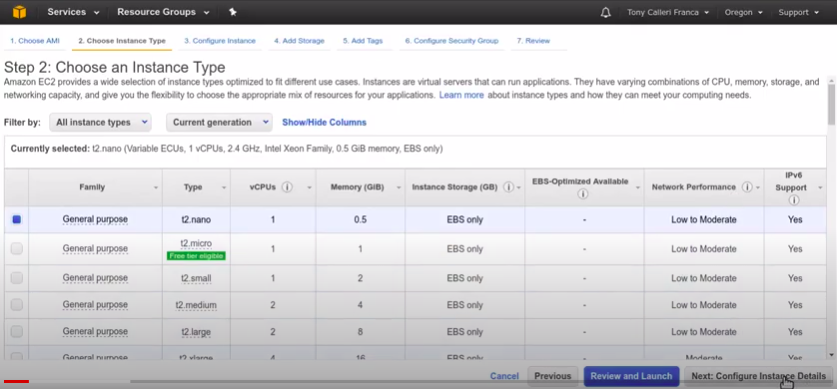 Services Resource Groups Tony Calleri Franca Oregon Support
1. Choose AMI 2. Choose Instance Type 3. Configure Instance 4. Add Storage 5. Add Tags 6. Configure Security Group 7. Review
Step 2: Choose an Instance Type
Amazon EC2 provides a wide selection of instance types optimized to fit different use cases. Instances are virtual servers that can run applications. They have varying combinations of CPU, memory, storage, and
networking capacity, and give you the flexibility to choose the appropriate mix of resources for your applications. Learn more about instance types and how they can meet your computing needs.
Filter by: All instance types Current generation Show/Hide Columns
Currently selected: t2.nano (Variable ECUs, 1 vCPUs, 2.4 GHz, Intel Xeon Family, 0.5 GiB memory, EBS only)
Family Type vCPUs Memory (GiB) Instance Storage (GB) EBS-Optimized Available Network Performance IPv6 Support
General purpose t2.nano 1 0.5 EBS only - Low to Moderate Yes
General purpose t2.micro 1 1 EBS only - Low to Moderate Yes
Free tier eligible
General purpose t2.small 1 2 EBS only - Low to Moderate Yes
General purpose t2.medium 2 4 EBS only - Low to Moderate Yes
General purpose t2.large 2 8 EBS only - Low to Moderate Yes
General purpose t2.xlarge 4 16 EBS only - Moderate Yes
Cancel Previous Review and Launch Next: Configure Instance Details